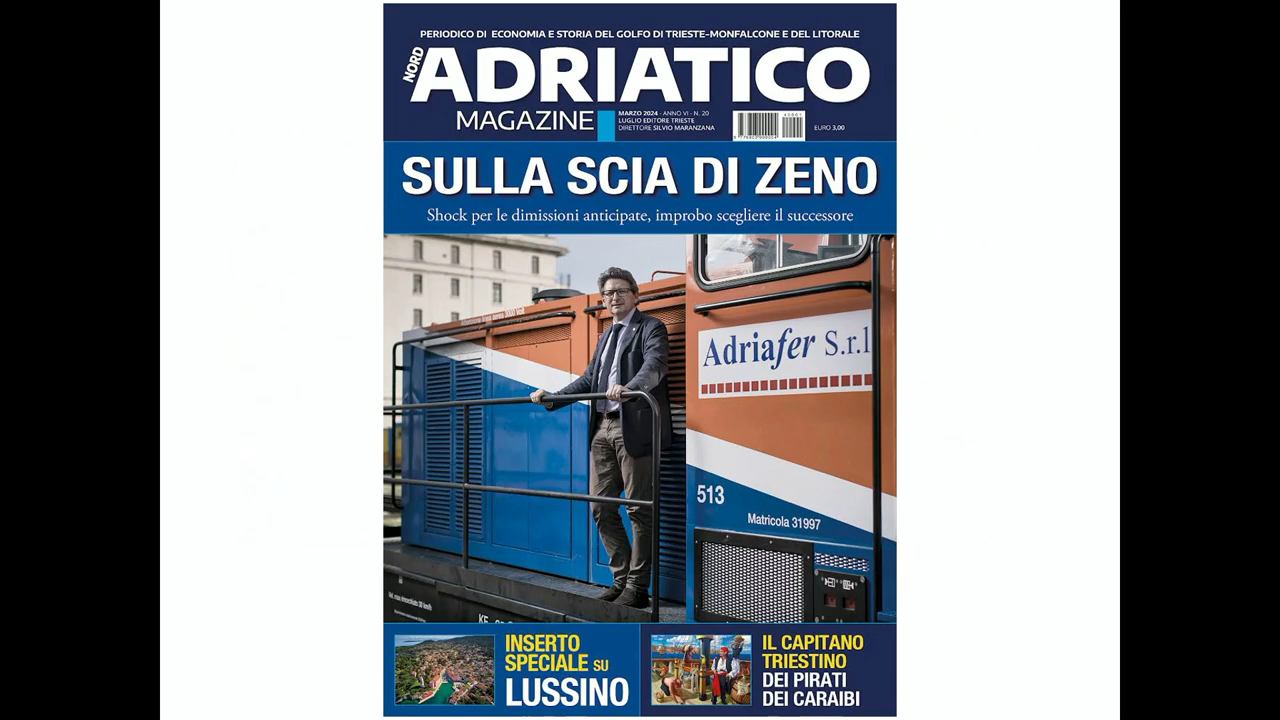 PERIODICO DI ECONOMIA E STORIA DEL GOLFO DI TRIESTE-MONFALCONE E DEL LITORALE
NORD
ADRIATICO
MAGAZINE
MARZO 2024 - ANNO VI - N. 20
LUGLIO EDITORE TRIESTE
DIRETTORE SILVIO MARANZANA
EURO 3,00
SULLA SCIA DI ZENO
Shock per le dimissioni anticipate, improbo scegliere il successore
Adriafer S.r.l
513
Matricola 31997
INSERTO
SPECIALE SU
LUSSINO
IL CAPITANO
TRIESTINO
DEI PIRATI
DEI CARAIBI